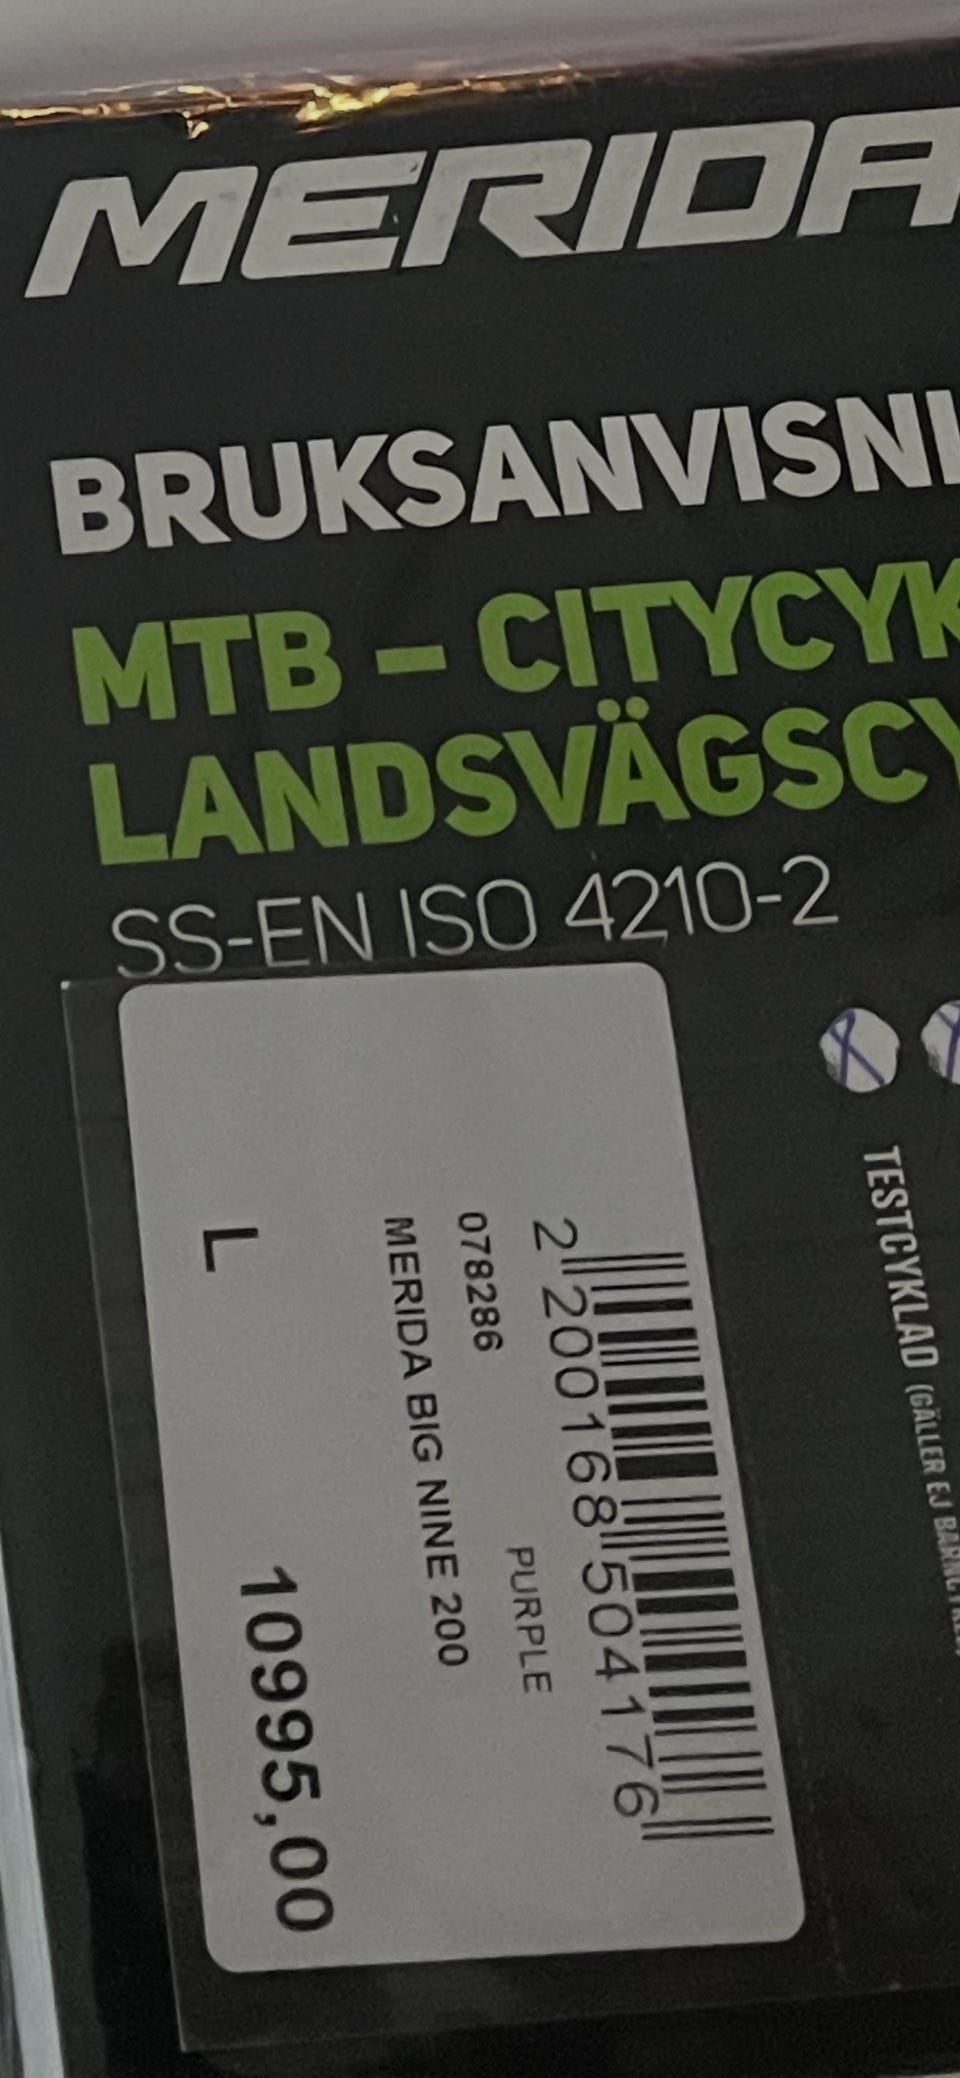 MERIDA
BRUKSANVISNI
MTB – CITYCYK
LANDSVÄGSCY
SS-EN ISO 4210-2
2 200168 504176
078286 PURPLE
MERIDA BIG NINE 200
L 10995,00
TESTCYKLAD (GÄLLER EJ